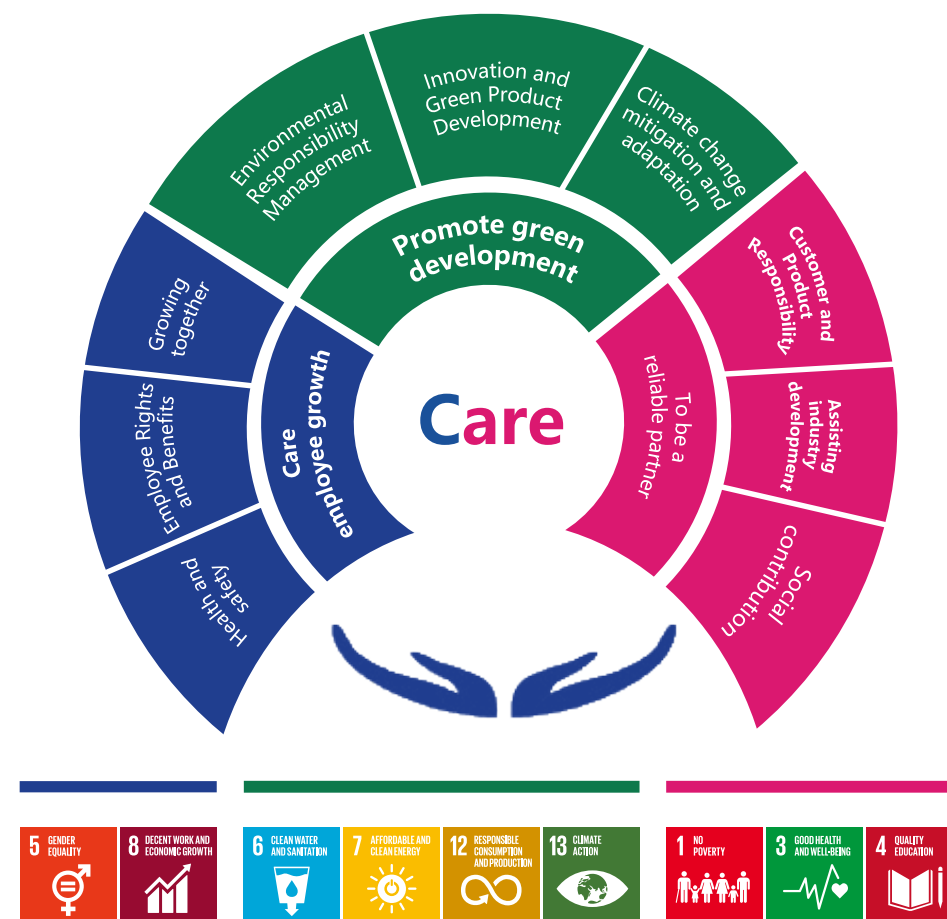 Innovation and
Green Product
Development
Environmental
Responsibility
Management
Climate change
mitigation and
adaptation
Promote green
development
Customer and
Product
Responsibility
Growing
together
Care
employee growth
Care
To be a
reliable partner
Employee Rights
and Benefits
Assisting
industry
development
Health and
safety
Social
contribution
5 GENDER
EQUALITY
8 DECENT WORK AND
ECONOMIC GROWTH
6 CLEAN WATER
AND SANITATION
7 AFFORDABLE AND
CLEAN ENERGY
12 RESPONSIBLE
CONSUMPTION
AND PRODUCTION
13 CLIMATE
ACTION
1 NO
POVERTY
3 GOOD HEALTH
AND WELL-BEING
4 QUALITY
EDUCATION